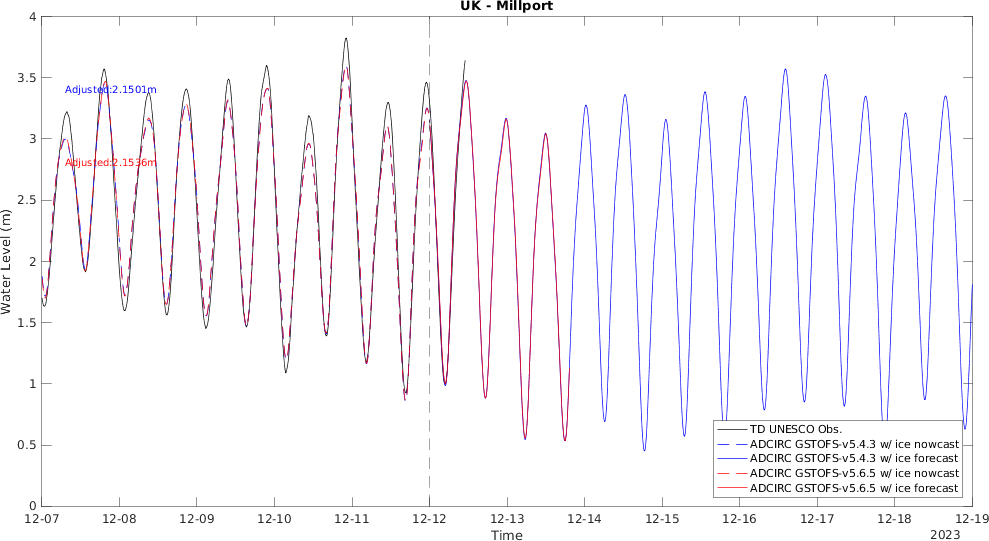 UK - Millport
4
3.5
3
2.5
2
1.5
1
0.5
0
Water Level (m)
Adjusted:2.1501m
Adjusted:2.1536m
TD UNESCO Obs.
ADCIRC GSTOFS-v5.4.3 w/ ice nowcast
ADCIRC GSTOFS-v5.4.3 w/ ice forecast
ADCIRC GSTOFS-v5.6.5 w/ ice nowcast
ADCIRC GSTOFS-v5.6.5 w/ ice forecast
12-07 12-08 12-09 12-10 12-11 12-12 12-13 12-14 12-15 12-16 12-17 12-18 12-19
Time
2023